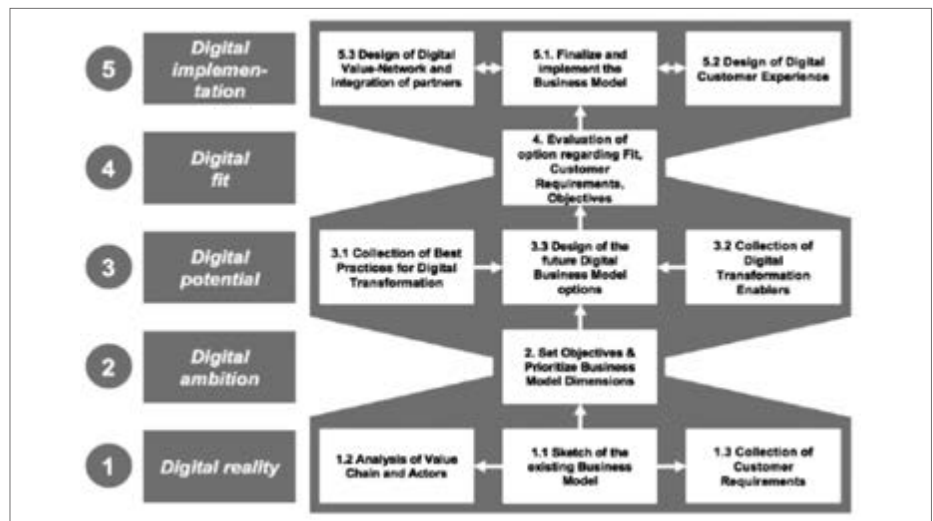 5
Digital
implemen-
tation
5.3 Design of Digital
Value-Network and
integration of partners
5.1. Finalize and
implement the
Business Model
5.2 Design of Digital
Customer Experience
4
Digital
fit
4. Evaluation of
option regarding Fit,
Customer
Requirements,
Objectives
3
Digital
potential
3.1 Collection of Best
Practices for Digital
Transformation
3.3 Design of the
future Digital
Business Model
options
3.2 Collection of
Digital
Transformation
Enablers
2
Digital
ambition
2. Set Objectives &
Prioritize Business
Model Dimensions
1
Digital reality
1.2 Analysis of Value
Chain and Actors
1.1 Sketch of the
existing Business
Model
1.3 Collection of
Customer
Requirements